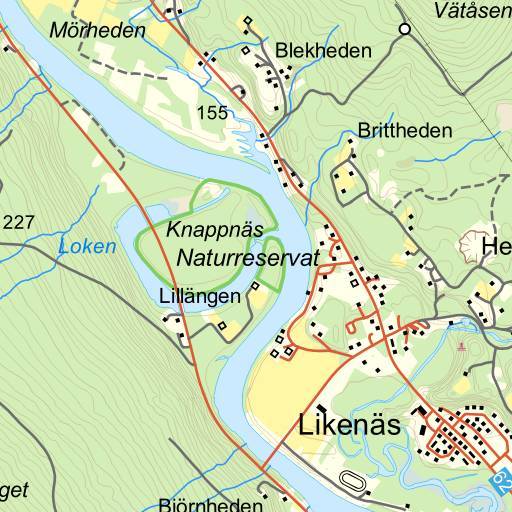 Vätåsen
Mörheden
Blekheden
155
Brittheden
227
Knappnäs
Loken
Naturreservat
He
Lillängen
Likenäs
62
get
Björnheden